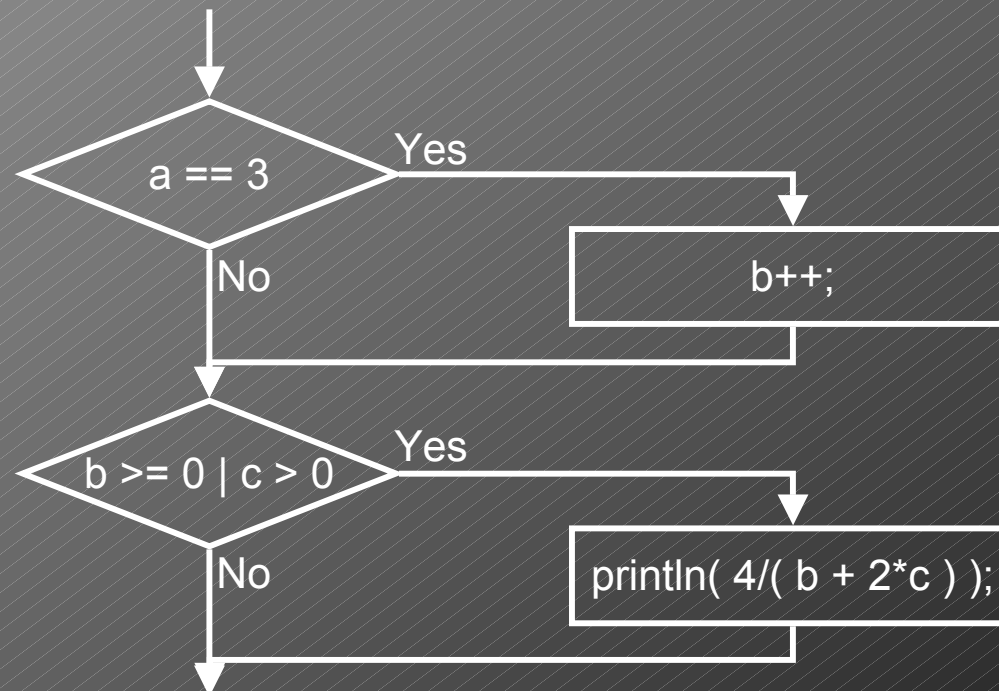 Yes
a == 3
No
b++;
Yes
b >= 0 | c > 0
No
println( 4/( b + 2*c ) );